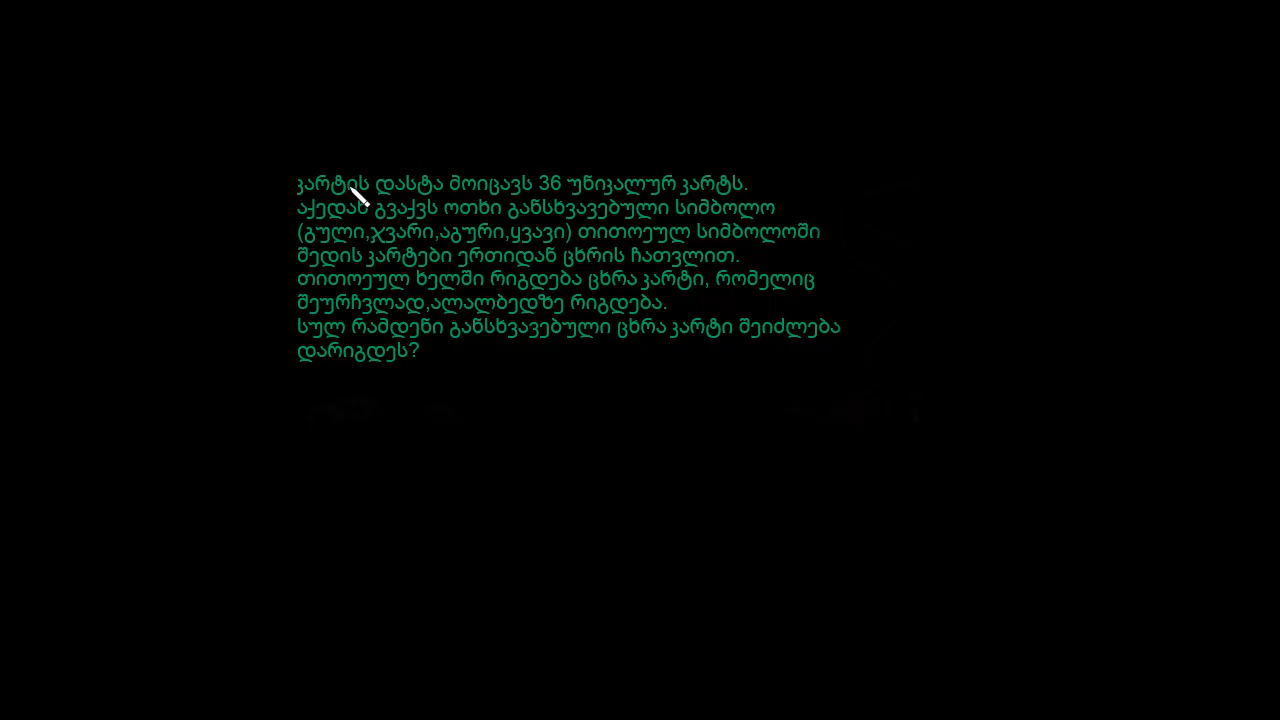 კარტის დასტა მოიცავს 36 უნიკალურ კარტს.
აქედან გვაქვს ოთხი განსხვავებული სიმბოლო
(გული,ჯვარი,აგური,ყვავი) თითოეულ სიმბოლოში
შედის კარტები ერთიდან ცხრის ჩათვლით.
თითოეულ ხელში რიგდება ცხრა კარტი, რომელიც
შეურჩვლად,ალალბედზე რიგდება.
სულ რამდენი განსხვავებული ცხრა კარტი შეიძლება
დარიგდეს?